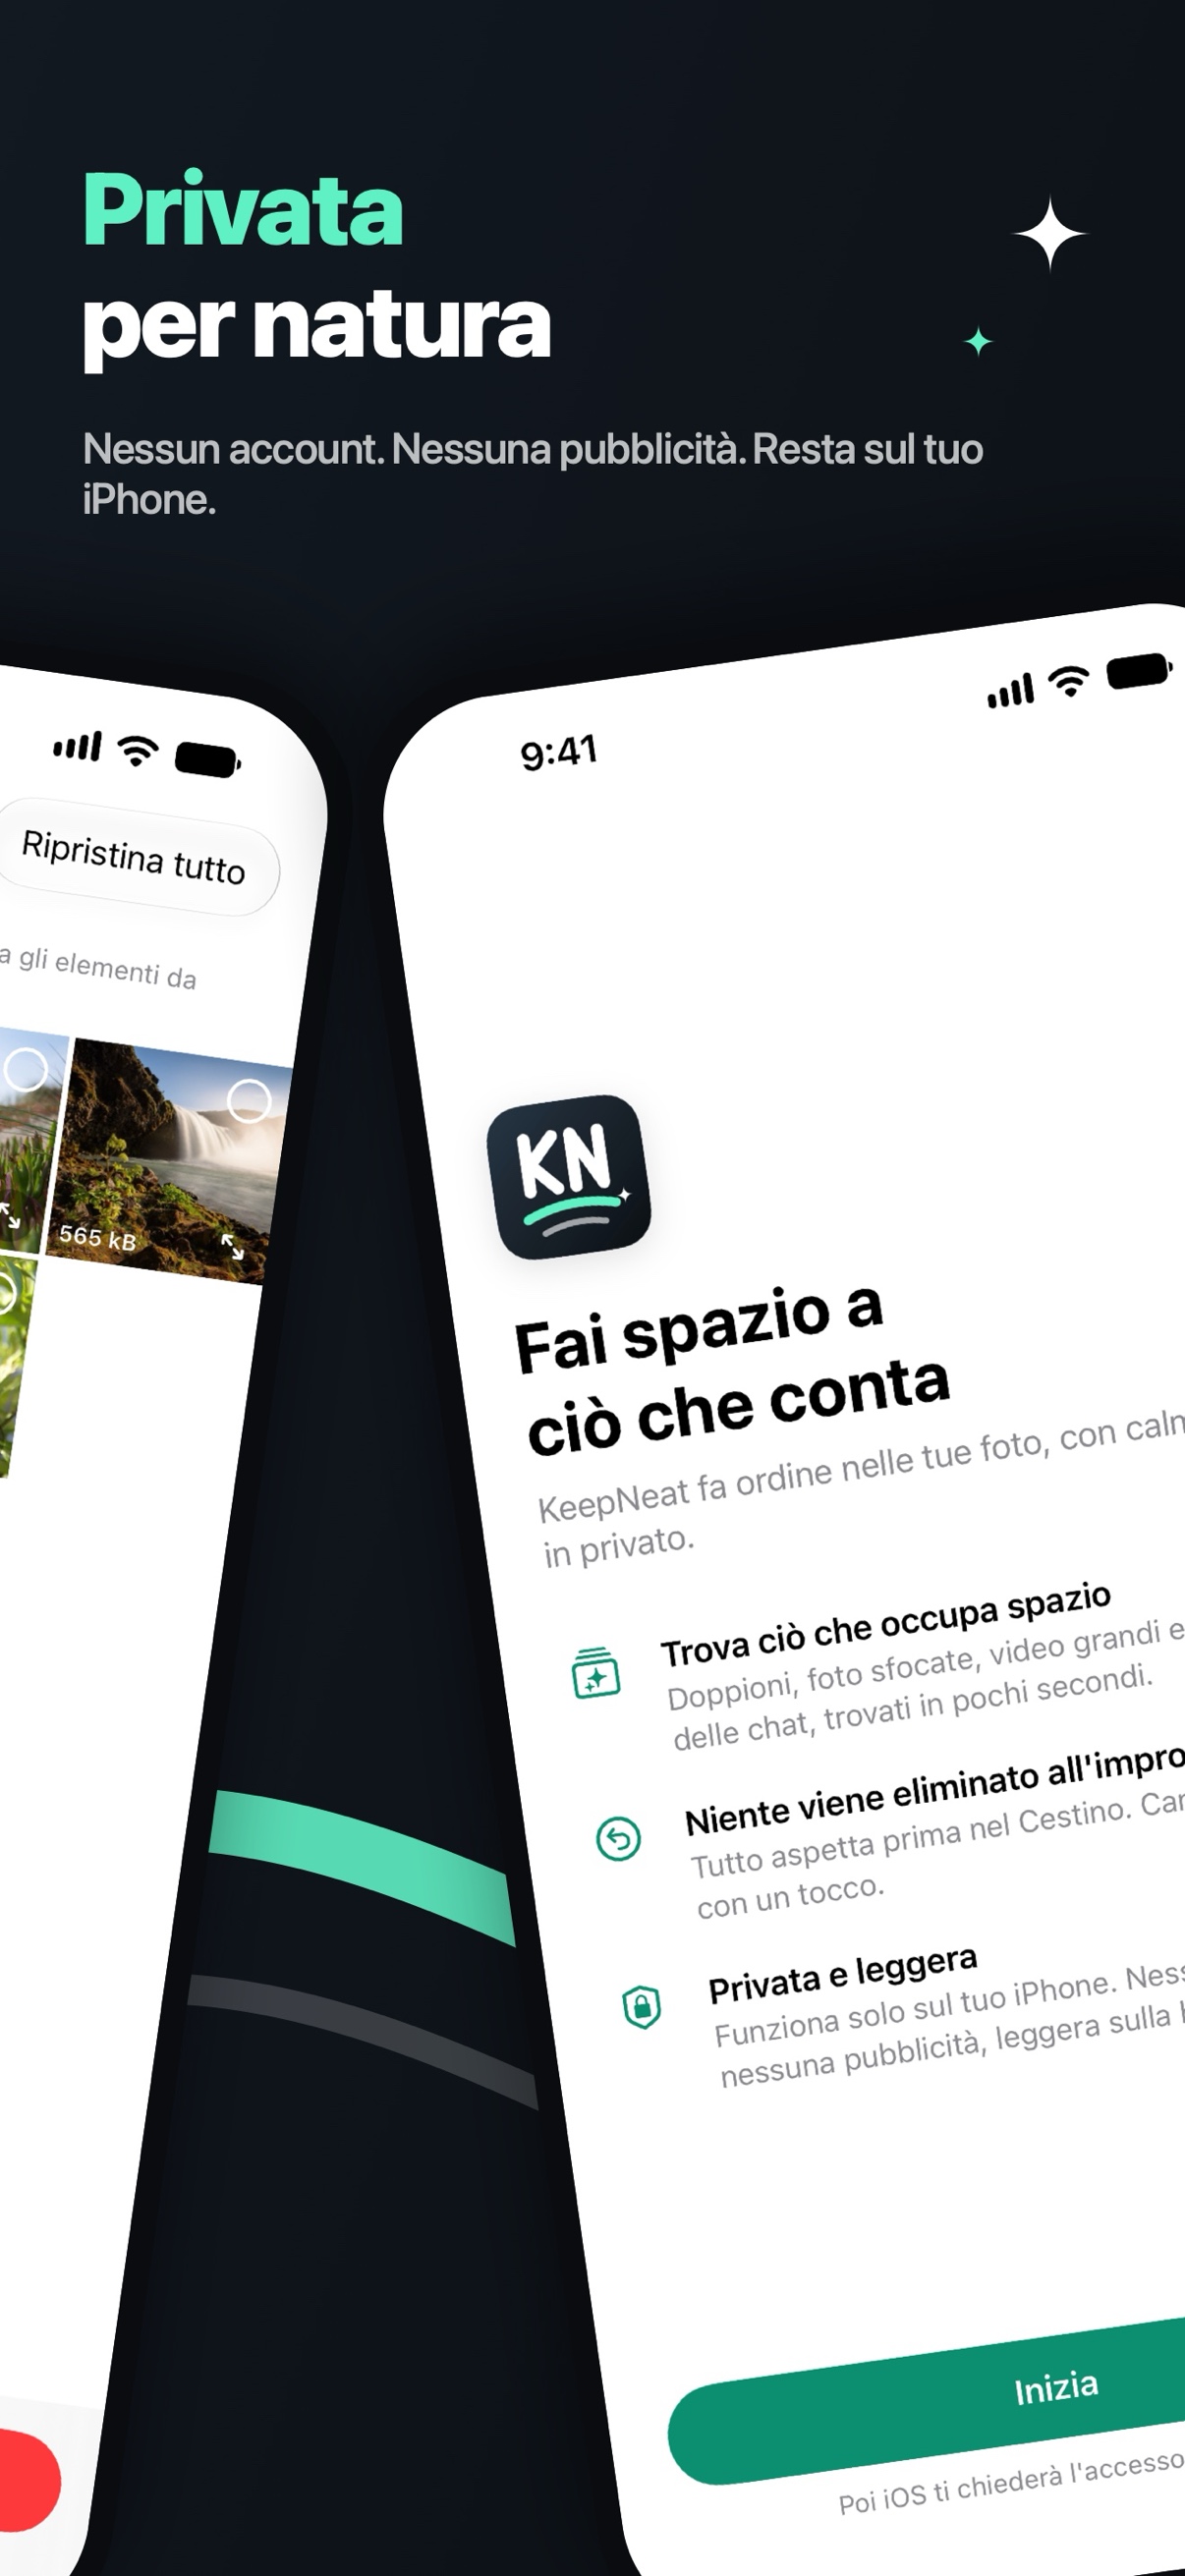 Privata
per natura
Nessun account. Nessuna pubblicità. Resta sul tuo
iPhone.
Ripristina tutto
a gli elementi da
565 kB
9:41
KN
Fai spazio a
ciò che conta
KeepNeat fa ordine nelle tue foto, con
in privato.
Trova ciò che occupa spazio
Doppioni, foto sfocate, video grandi e
delle chat, trovati in pochi secondi.
Niente viene eliminato
Tutto aspetta prima nel Cestino.
con un tocco.
Privata e leggera
Funziona solo sul tuo iPhone.
nessuna pubblicità, leggera sulla
Inizia
Poi iOS ti chiederà l'accesso